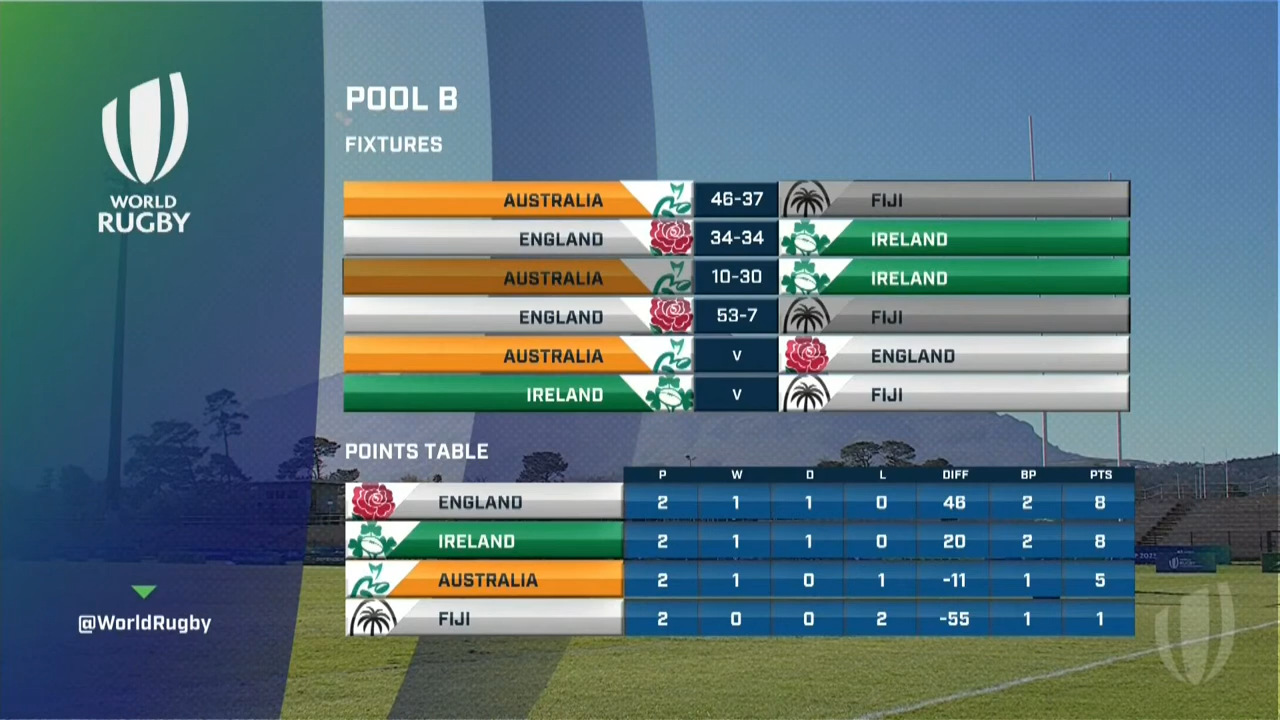 WORLD
RUGBY
POOL B
FIXTURES
AUSTRALIA 46-37 FIJI
ENGLAND 34-34 IRELAND
AUSTRALIA 10-30 IRELAND
ENGLAND 53-7 FIJI
AUSTRALIA V ENGLAND
IRELAND V FIJI
POINTS TABLE
P W D L DIFF BP PTS
ENGLAND 2 1 1 0 46 2 8
IRELAND 2 1 1 0 20 2 8
AUSTRALIA 2 1 0 1 -11 1 5
FIJI 2 0 0 2 -55 1 1
@WorldRugby